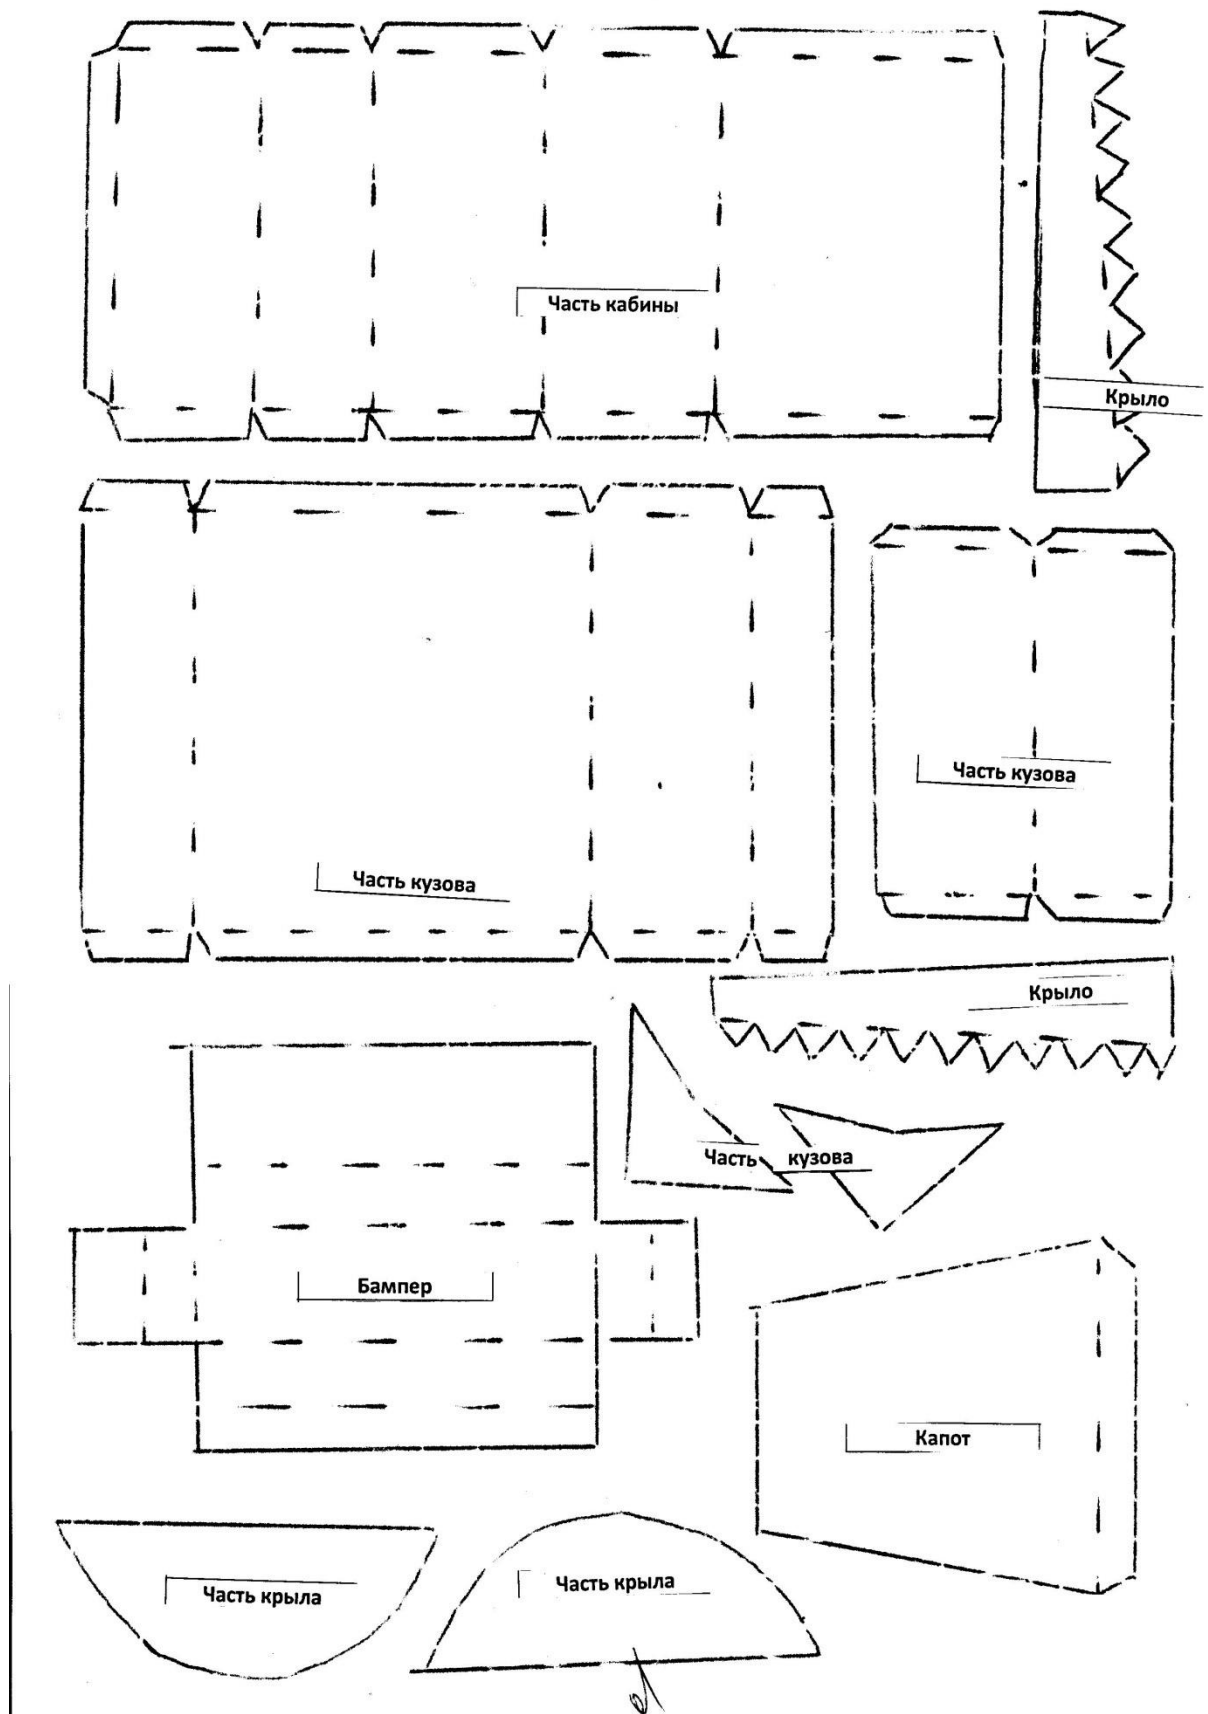 Часть кабины
Крыло
Часть кузова
Часть кузова
Крыло
Часть кузова
Бампер
Капот
Часть крыла
Часть крыла